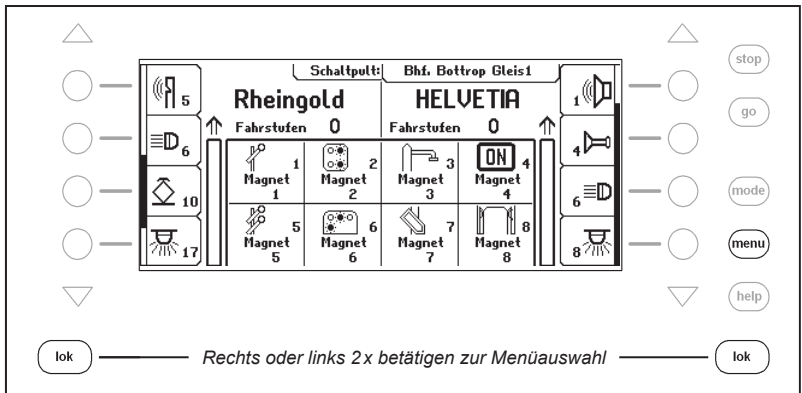 Schaltpult: Bhf. Bottrop Gleis1
Rheingold HELVETIA
Fahrstufen 0 Fahrstufen 0
5
6
10
17
1 Magnet 1
2 Magnet 2
3 Magnet 3
ON 4 Magnet 4
5 Magnet 5
6 Magnet 6
7 Magnet 7
8 Magnet 8
1
4
6
8
stop
go
mode
menu
help
lok Rechts oder links 2x betätigen zur Menüauswahl lok